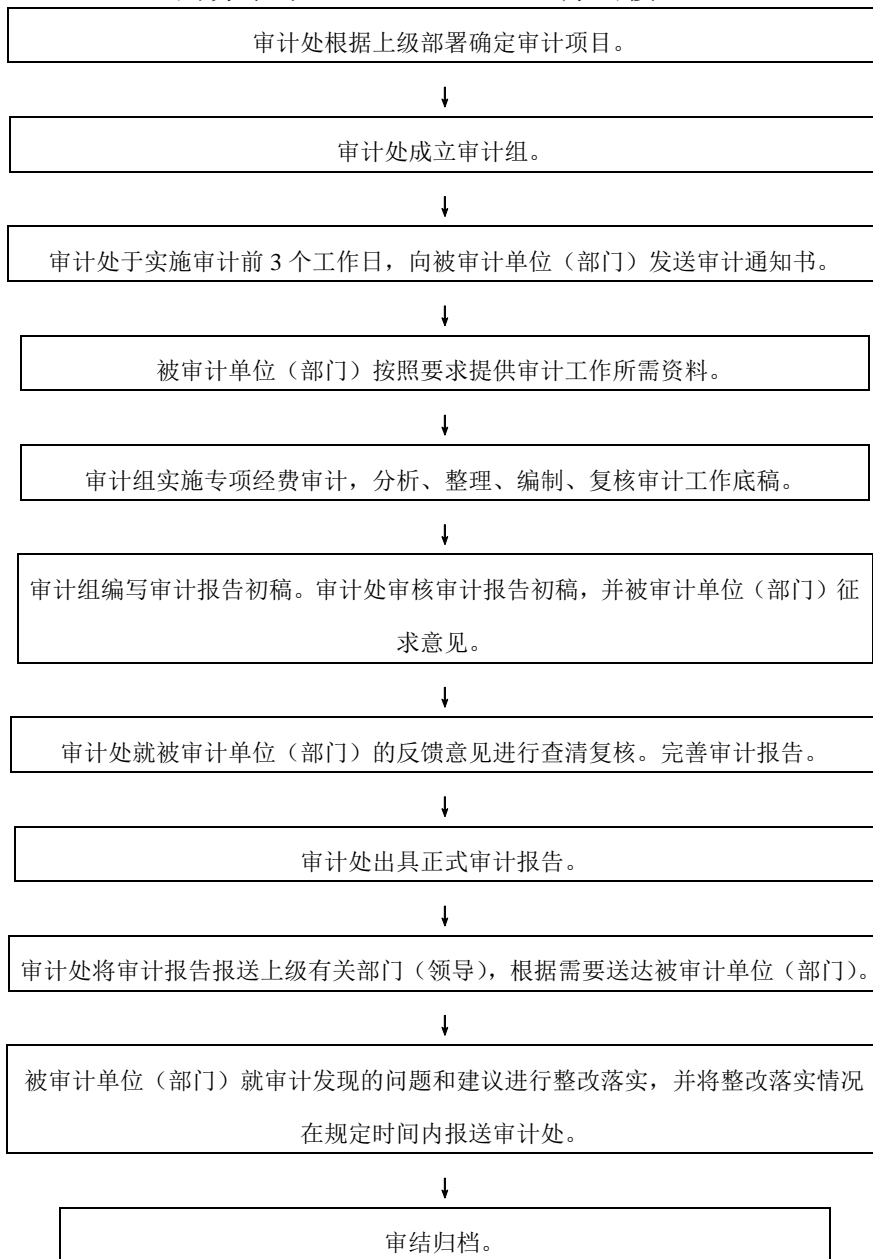 审计处根据上级部署确定审计项目。
审计处成立审计组。
审计处于实施审计前 3 个工作日，向被审计单位（部门）发送审计通知书。
被审计单位（部门）按照要求提供审计工作所需资料。
审计组实施专项经费审计，分析、整理、编制、复核审计工作底稿。
审计组编写审计报告初稿。审计处审核审计报告初稿，并被审计单位（部门）征
求意见。
审计处就被审计单位（部门）的反馈意见进行查清复核。完善审计报告。
审计处出具正式审计报告。
审计处将审计报告报送上级有关部门（领导），根据需要送达被审计单位（部门）。
被审计单位（部门）就审计发现的问题和建议进行整改落实，并将整改落实情况
在规定时间内报送审计处。
审结归档。